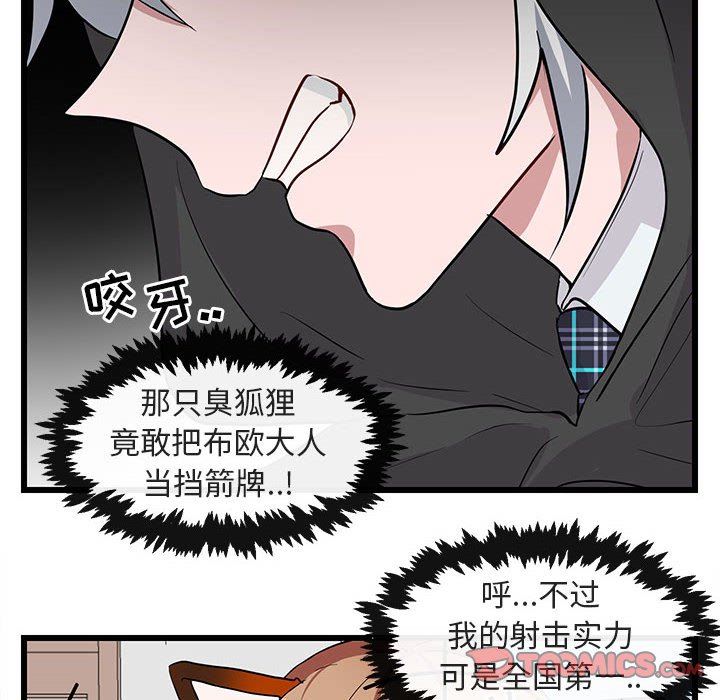 咬牙..
那只臭狐狸
竟敢把布欧大人
当挡箭牌..!
呼...不过
我的射击实力
可是全国第一..
TOOMICS
.COM